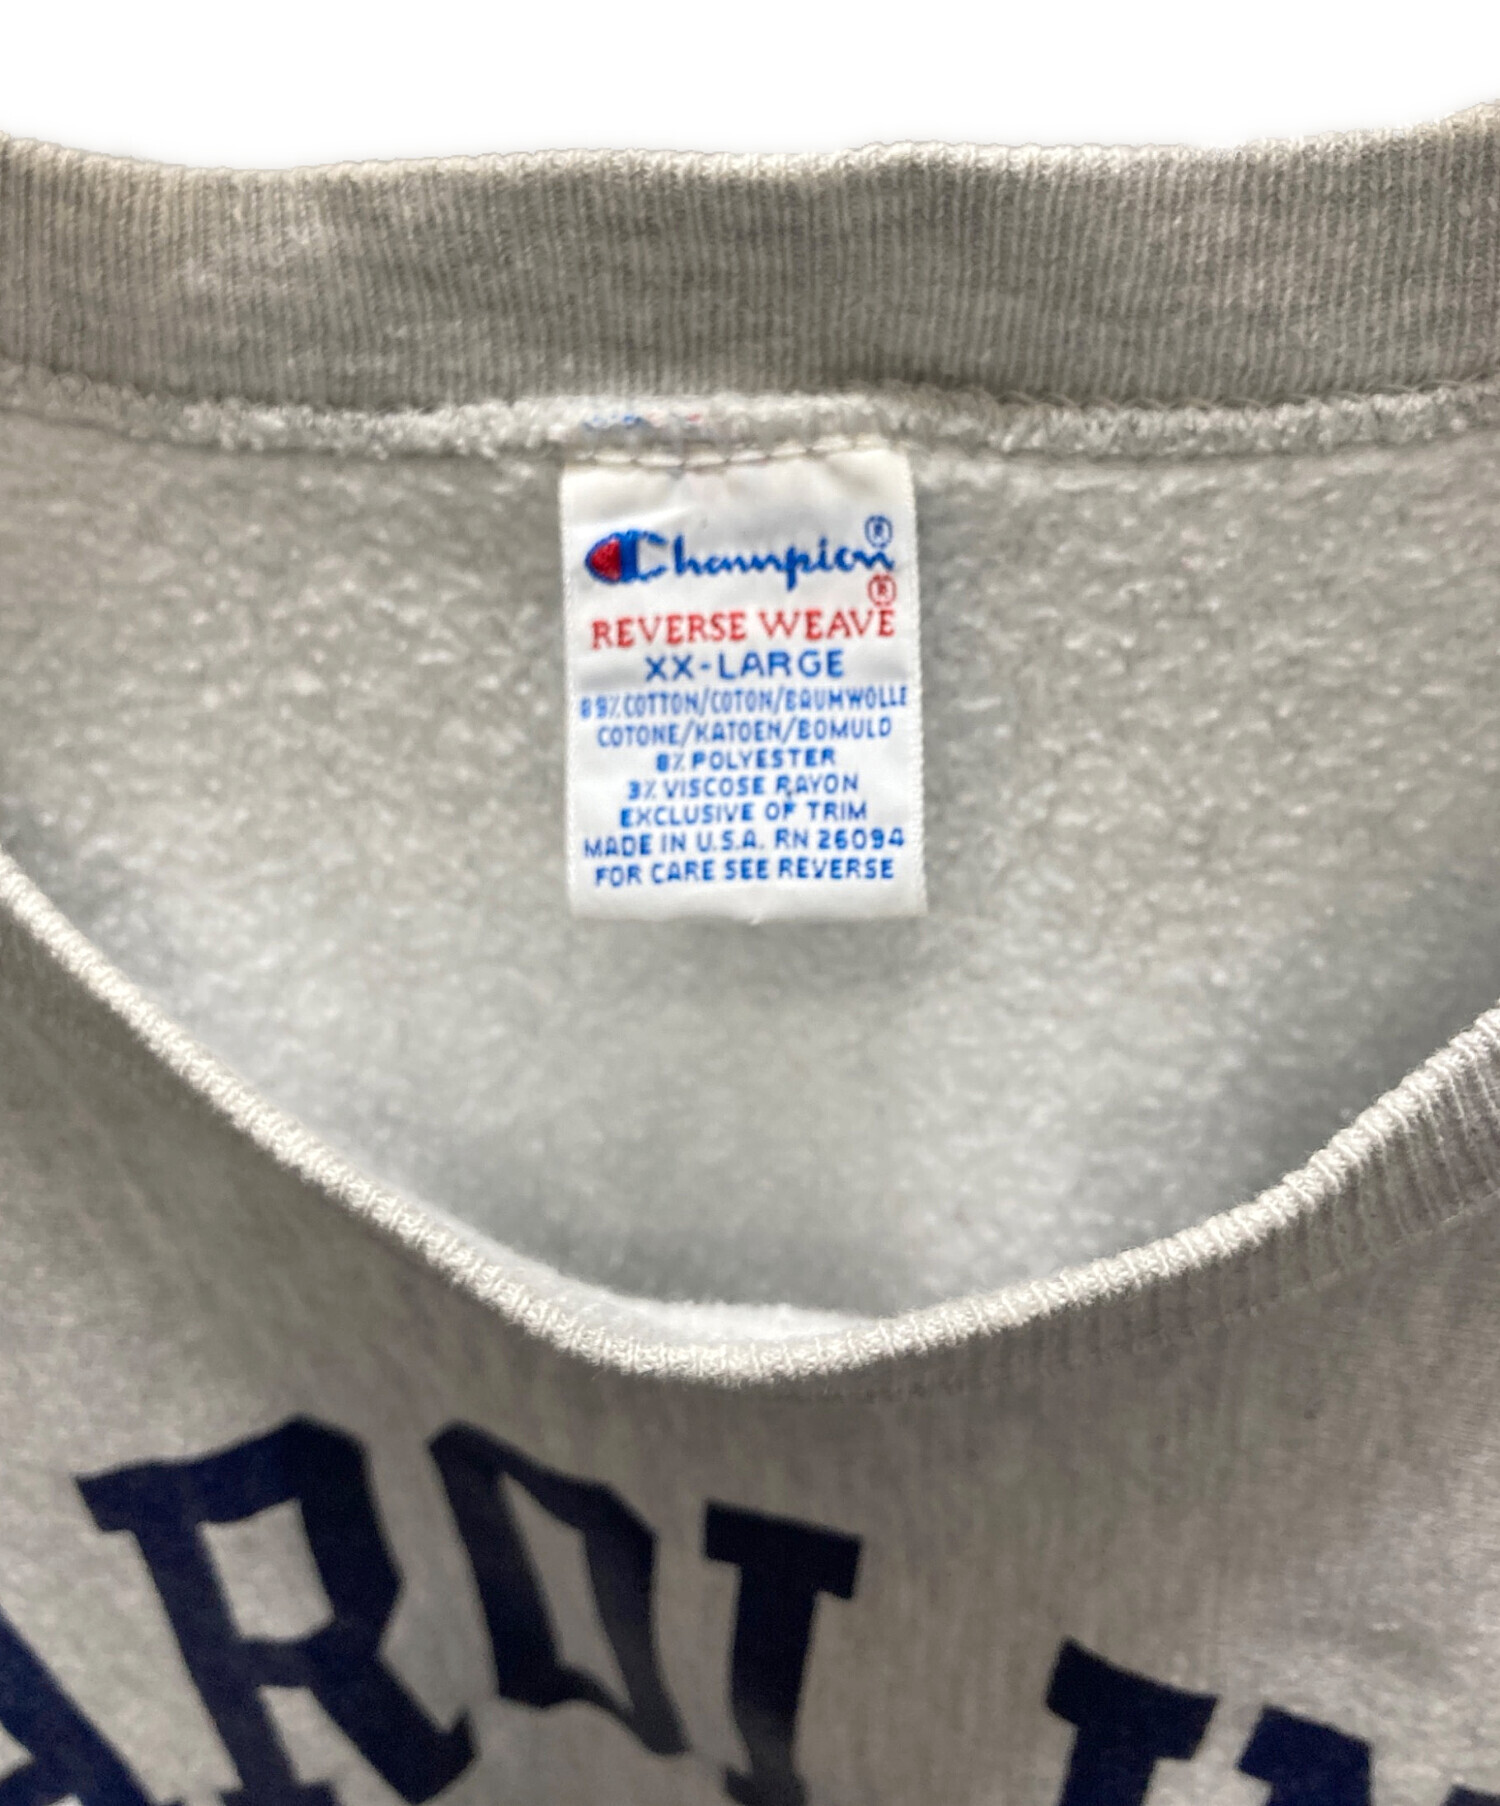 Champion®
REVERSE WEAVE®
XX-LARGE
89% COTTON/COTON/BAUMWOLLE
COTONE/KATOEN/BOMULD
8% POLYESTER
3% VISCOSE RAYON
EXCLUSIVE OF TRIM
MADE IN U.S.A. RN 26094
FOR CARE SEE REVERSE